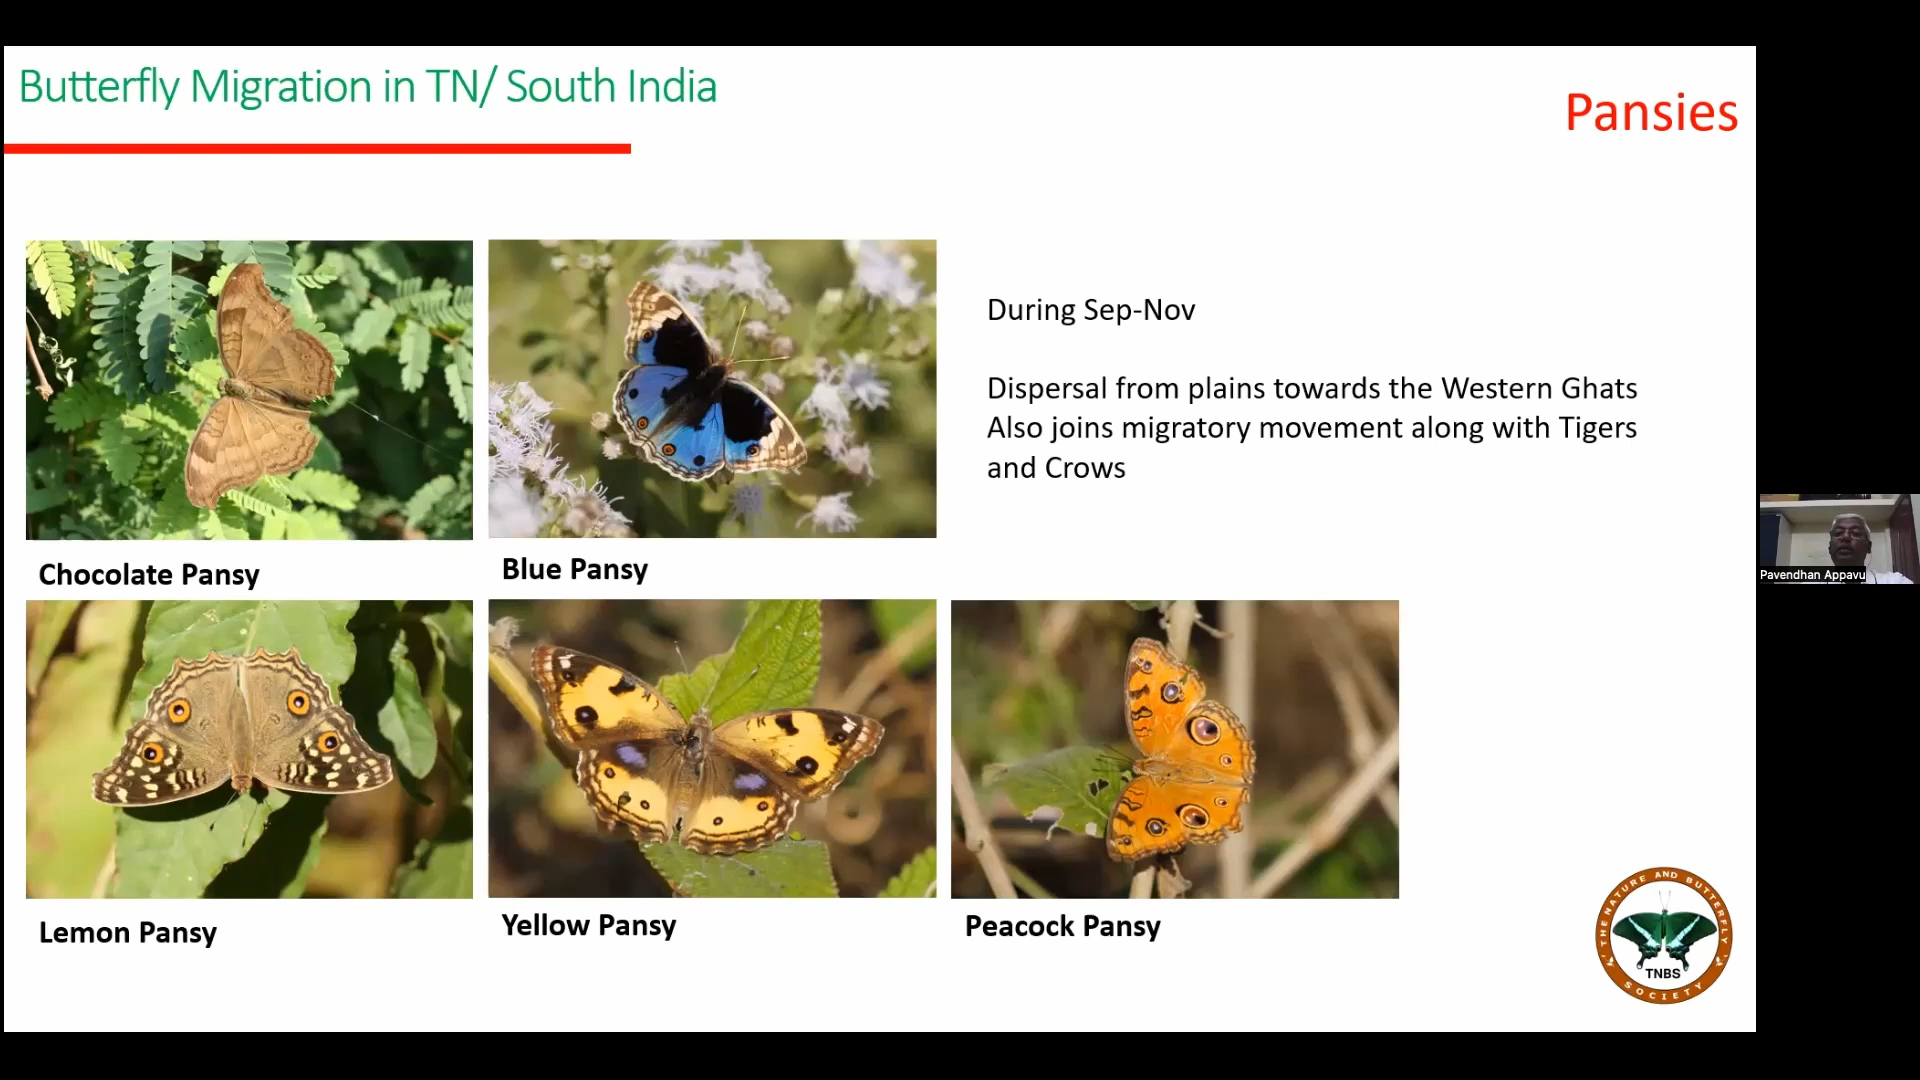 Butterfly Migration in TN/ South India
Pansies
During Sep-Nov
Dispersal from plains towards the Western Ghats
Also joins migratory movement along with Tigers
and Crows
Chocolate Pansy
Blue Pansy
Lemon Pansy
Yellow Pansy
Peacock Pansy
Pavendhan Appavu
THE NATURE AND BUTTERFLY
SOCIETY
TNBS